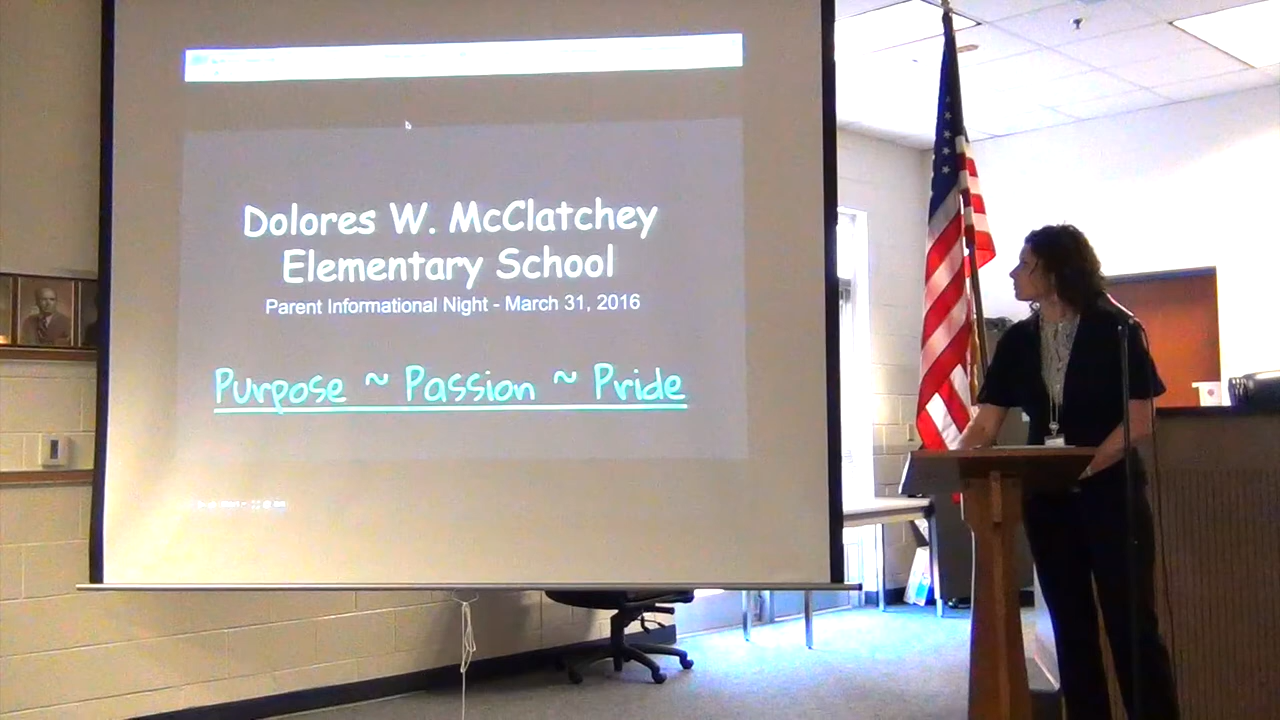 Dolores W. McClatchey
Elementary School
Parent Informational Night - March 31, 2016
Purpose ~ Passion ~ Pride